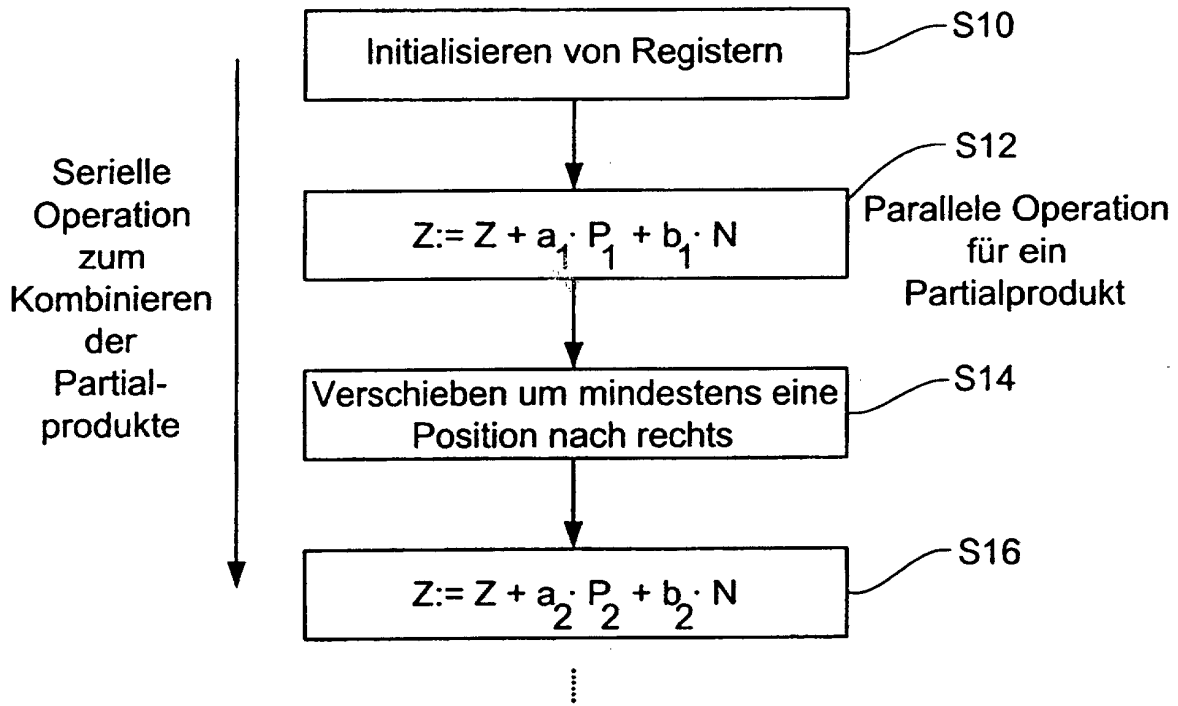 Initialisieren von Registern
S10
Serielle
Operation
zum
Kombinieren
der
Partial-
produkte
Z:= Z + a₁· P₁ + b₁· N
S12
Parallele Operation
für ein
Partialprodukt
Verschieben um mindestens eine
Position nach rechts
S14
Z:= Z + a₂· P₂ + b₂· N
S16